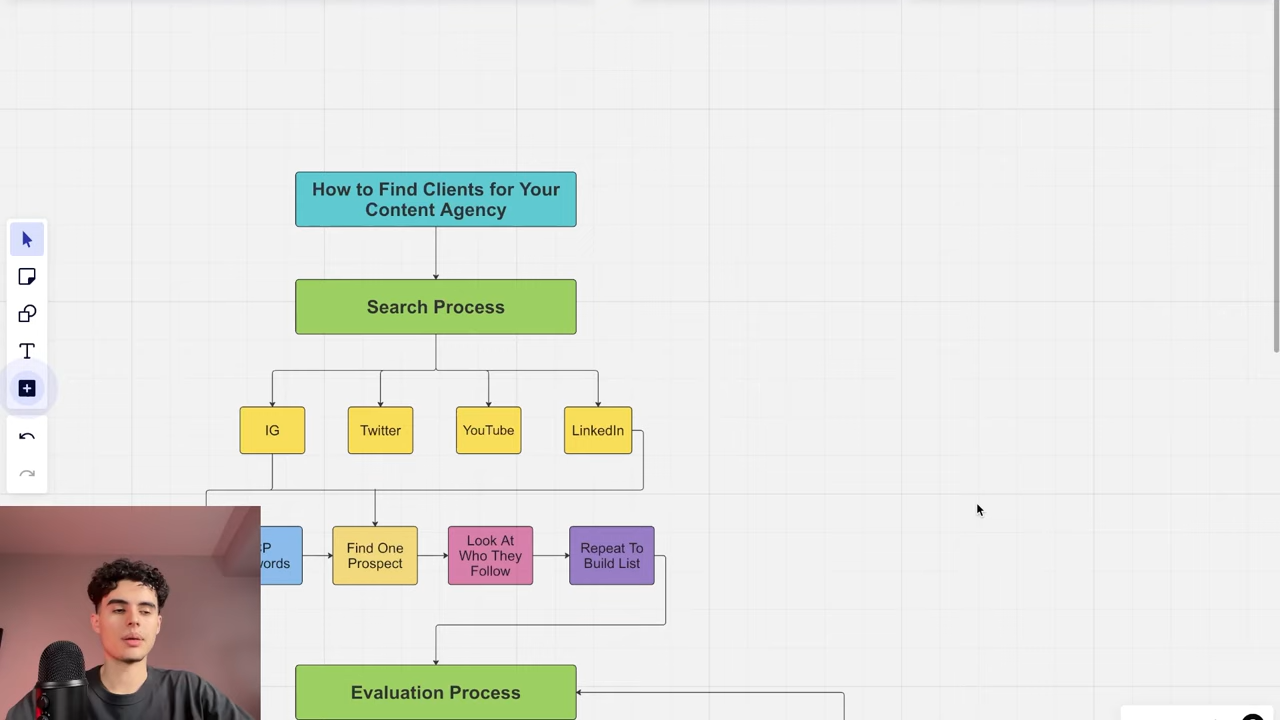 How to Find Clients for Your
Content Agency
Search Process
IG
Twitter
YouTube
LinkedIn
Find One
Prospect
Look At
Who They
Follow
Repeat To
Build List
Evaluation Process
T